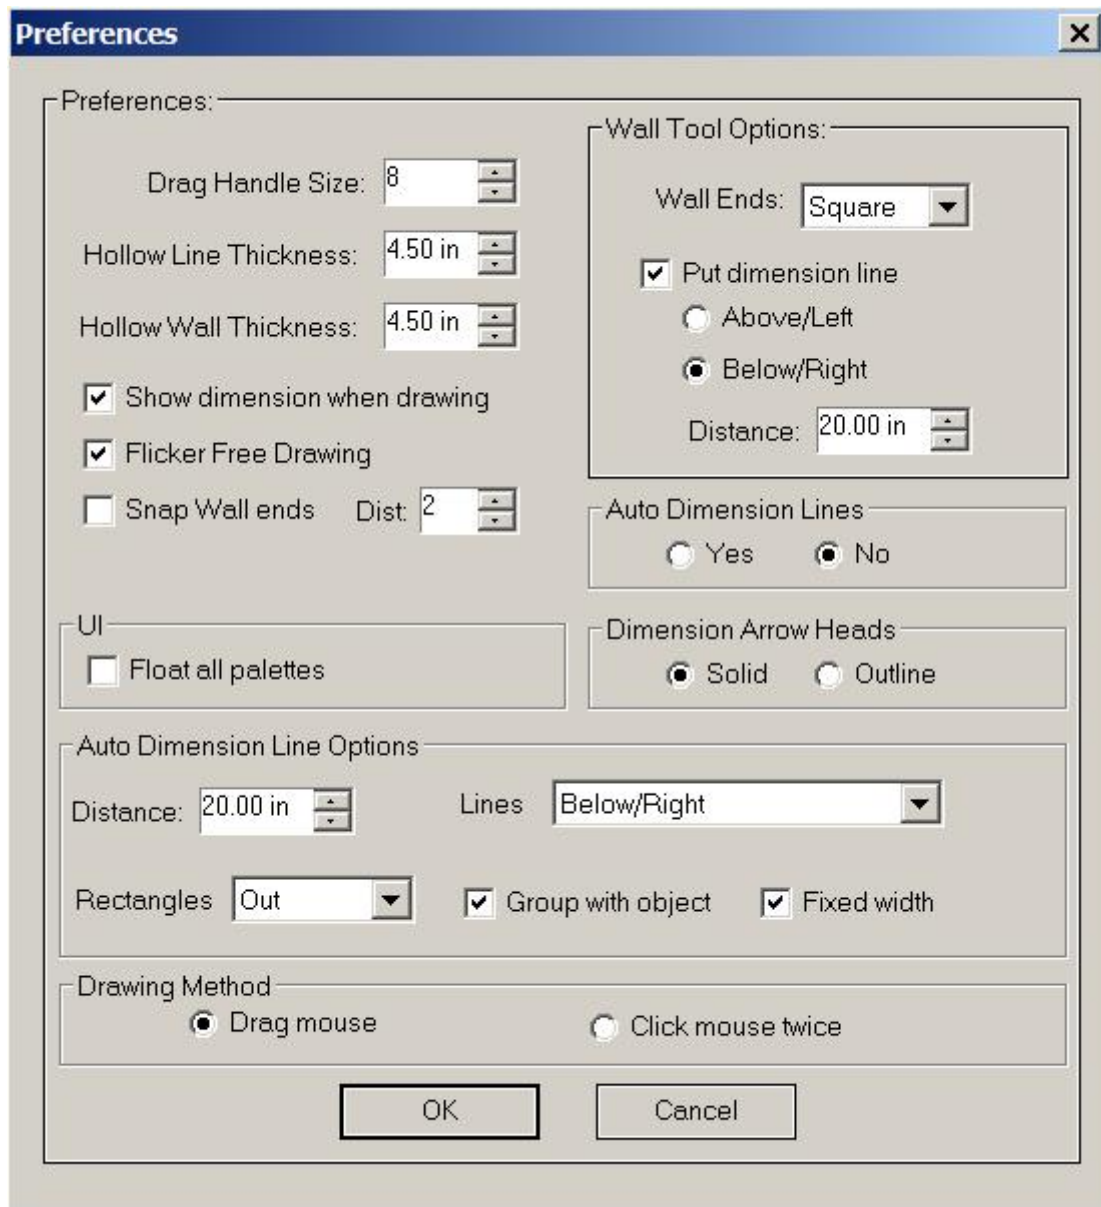 Preferences
Preferences:
Drag Handle Size: 8
Hollow Line Thickness: 4.50 in
Hollow Wall Thickness: 4.50 in
Show dimension when drawing
Flicker Free Drawing
Snap Wall ends Dist: 2
Wall Tool Options:
Wall Ends: Square
Put dimension line
Above/Left
Below/Right
Distance: 20.00 in
Auto Dimension Lines
Yes No
UI
Float all palettes
Dimension Arrow Heads
Solid Outline
Auto Dimension Line Options
Distance: 20.00 in Lines Below/Right
Rectangles Out Group with object Fixed width
Drawing Method
Drag mouse Click mouse twice
OK Cancel